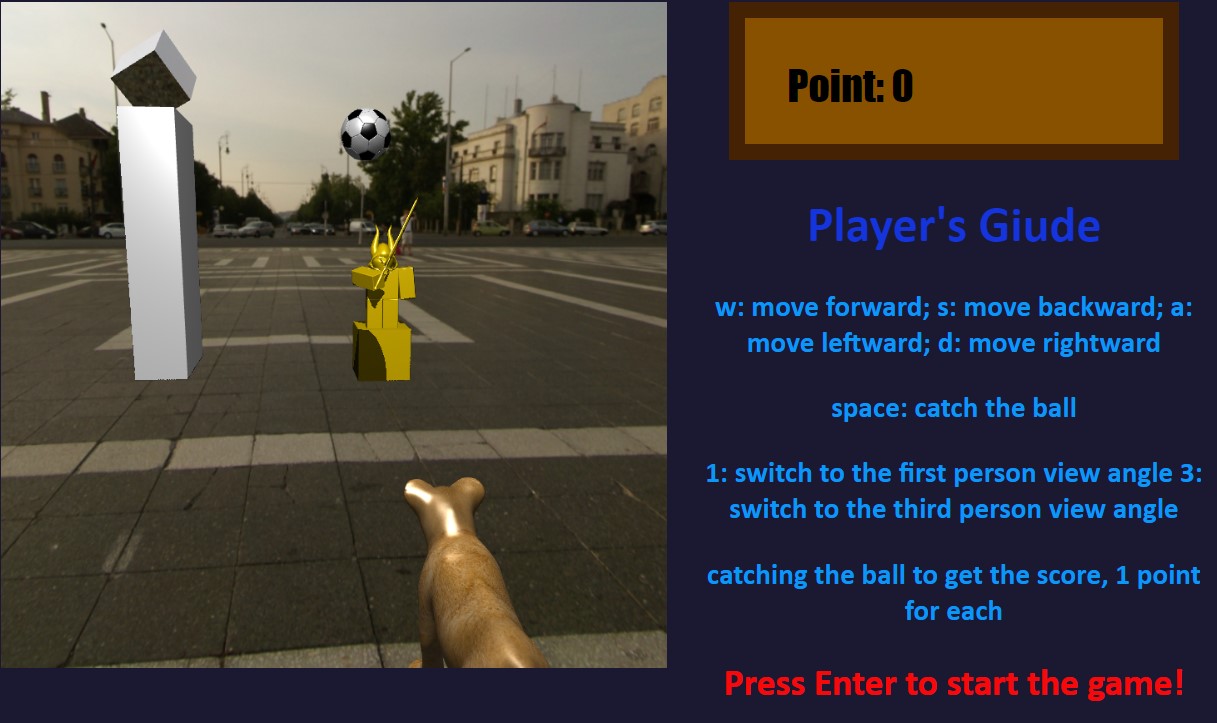 Point: 0
Player's Giude
w: move forward; s: move backward; a:
move leftward; d: move rightward
space: catch the ball
1: switch to the first person view angle 3:
switch to the third person view angle
catching the ball to get the score, 1 point
for each
Press Enter to start the game!